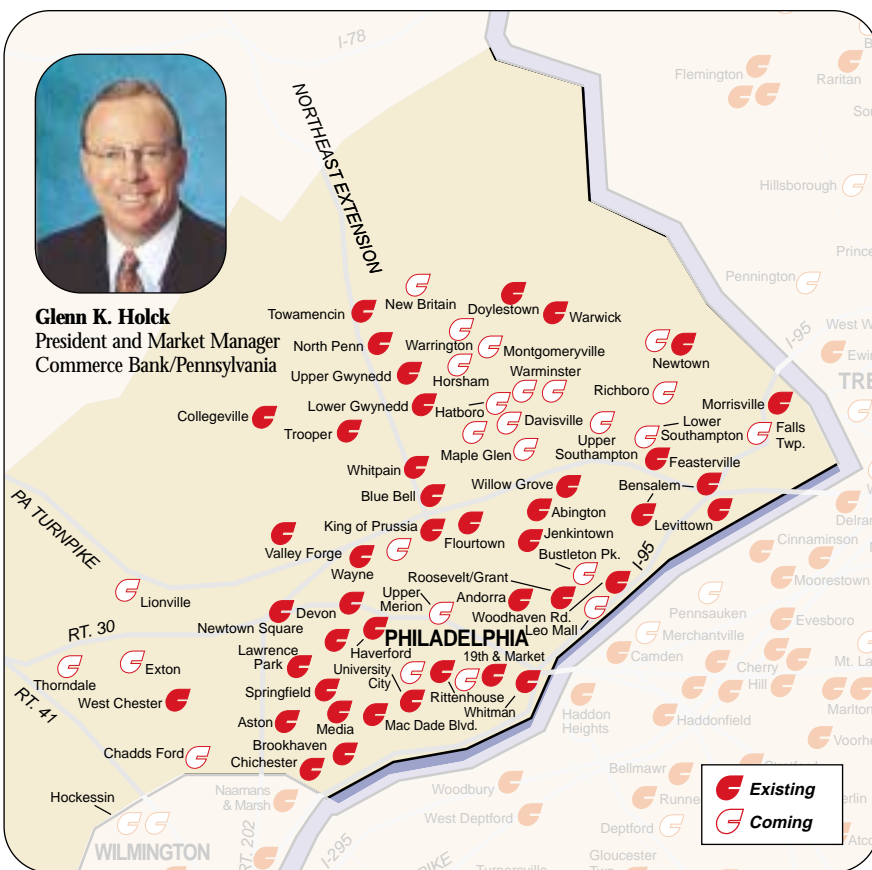 I-78
Flemington
Raritan
Hillsborough
Pennington
NORTHEAST EXTENSION
Glenn K. Holck
President and Market Manager
Commerce Bank/Pennsylvania
New Britain
Doylestown
Towamencin
Warwick
North Penn
Warrington
Montgomeryville
Newtown
I-95
Upper Gwynedd
Horsham
Warminster
Richboro
Morrisville
Collegeville
Lower Gwynedd
Hatboro
Davisville
Upper
Southampton
Lower
Southampton
Falls
Twp.
Trooper
Maple Glen
Feasterville
Whitpain
Willow Grove
Bensalem
Blue Bell
Abington
Levittown
PA TURNPIKE
King of Prussia
Flourtown
Jenkintown
Valley Forge
Wayne
Bustleton Pk.
I-95
Cinnaminson
Moorestown
Lionville
Roosevelt/Grant
Upper
Merion
Andorra
Devon
Woodhaven Rd.
Leo Mall
Pennsauken
Evesboro
RT. 30
Newtown Square
PHILADELPHIA
Merchantville
Haverford
19th & Market
Camden
Cherry
Hill
Lawrence
Park
University
City
Exton
Thorndale
Springfield
Rittenhouse
West Chester
Whitman
Haddon
Heights
Haddonfield
RT. 41
Aston
Media
Mac Dade Blvd.
Brookhaven
Chadds Ford
Chichester
Bellmawr
Hockessin
Naamans
& Marsh
Woodbury
West Deptford
Deptford
WILMINGTON
RT. 202
I-295
Gloucester
Existing
Coming